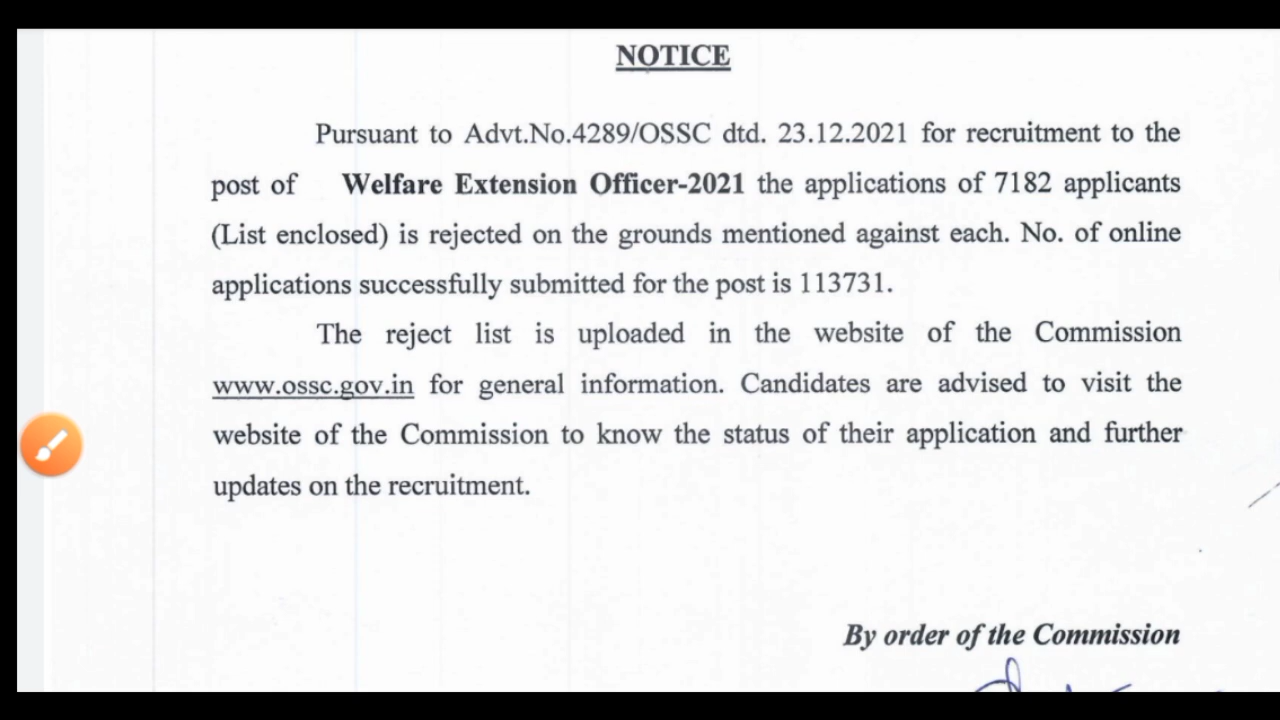 NOTICE
Pursuant to Advt.No.4289/OSSC dtd. 23.12.2021 for recruitment to the
post of Welfare Extension Officer-2021 the applications of 7182 applicants
(List enclosed) is rejected on the grounds mentioned against each. No. of online
applications successfully submitted for the post is 113731.
The reject list is uploaded in the website of the Commission
www.ossc.gov.in for general information. Candidates are advised to visit the
website of the Commission to know the status of their application and further
updates on the recruitment.
By order of the Commission